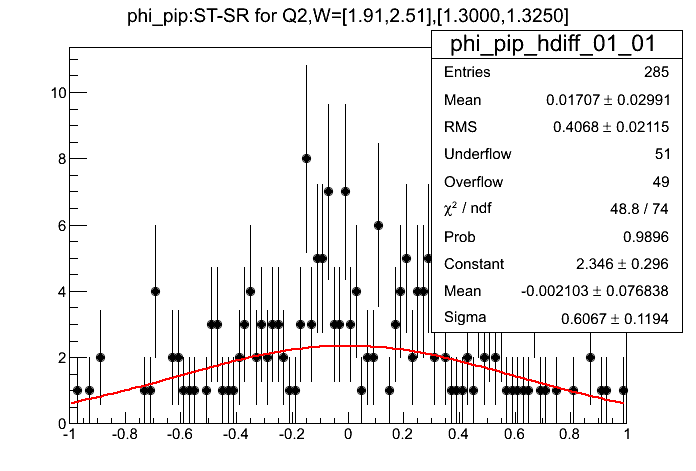 phi_pip:ST-SR for Q2,W=[1.91,2.51],[1.3000,1.3250]
phi_pip_hdiff_01_01
Entries 285
Mean 0.01707 ± 0.02991
RMS 0.4068 ± 0.02115
Underflow 51
Overflow 49
χ² / ndf 48.8 / 74
Prob 0.9896
Constant 2.346 ± 0.296
Mean -0.002103 ± 0.076838
Sigma 0.6067 ± 0.1194
10
8
6
4
2
0
-1 -0.8 -0.6 -0.4 -0.2 0 0.2 0.4 0.6 0.8 1